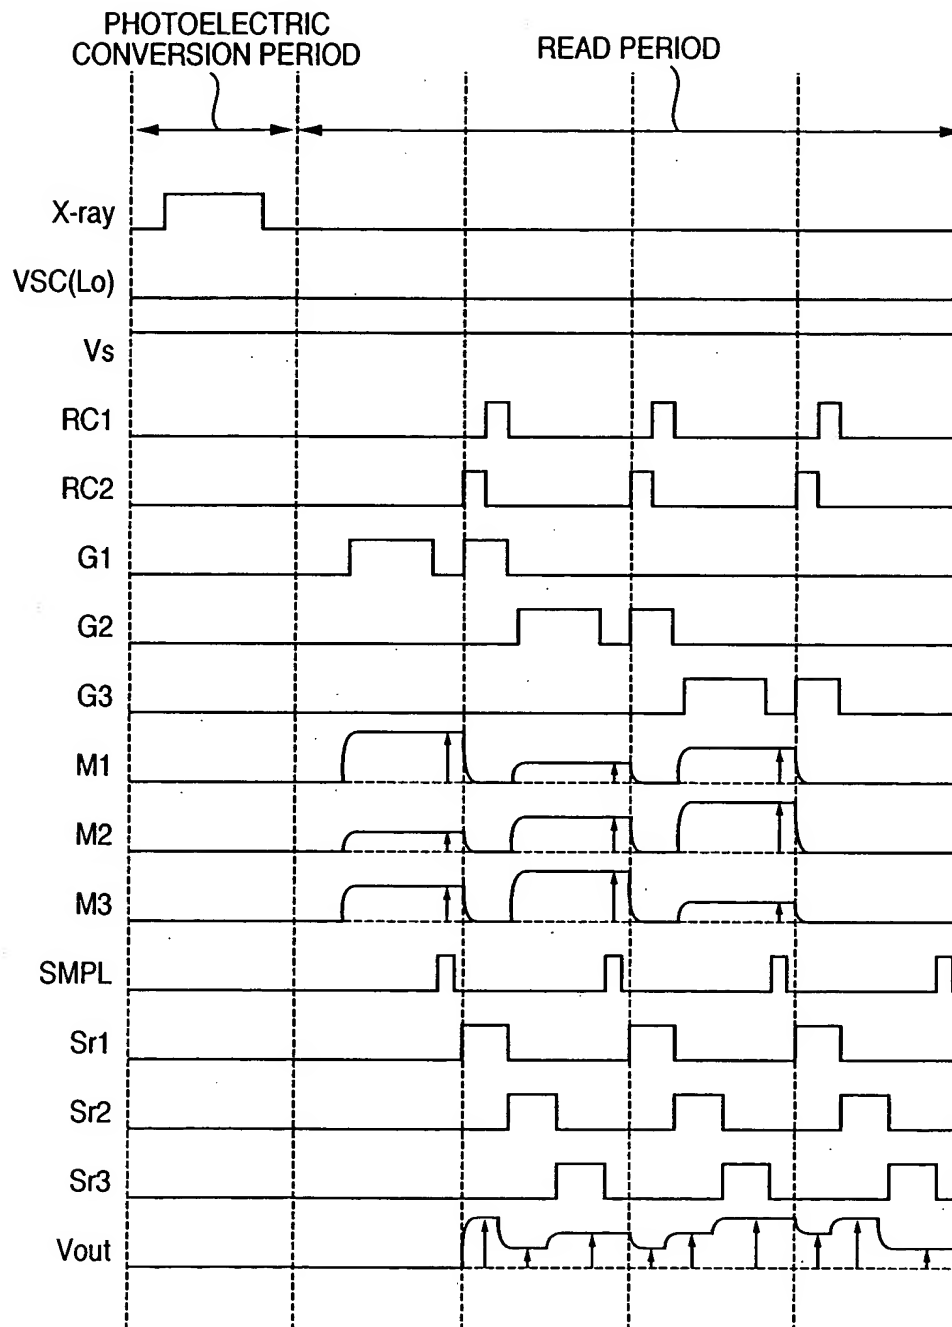 PHOTOELECTRIC
CONVERSION PERIOD
READ PERIOD
X-ray
VSC(Lo)
Vs
RC1
RC2
G1
G2
G3
M1
M2
M3
SMPL
Sr1
Sr2
Sr3
Vout